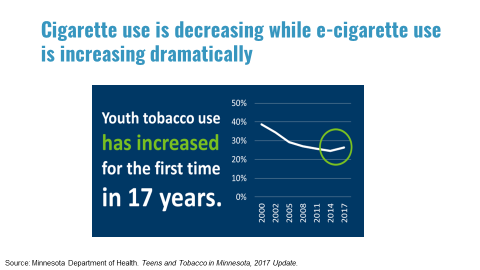 Cigarette use is decreasing while e-cigarette use
is increasing dramatically
Youth tobacco use
has increased
for the first time
in 17 years.
50%
40%
30%
20%
10%
0%
2000
2002
2005
2008
2011
2014
2017
Source: Minnesota Department of Health. Teens and Tobacco in Minnesota, 2017 Update.